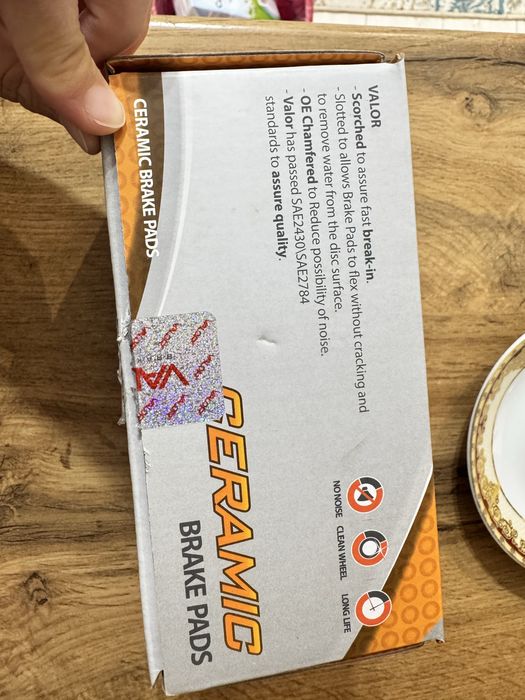 VALOR
- Scorched to assure fast break-in.
- Slotted to allows Brake Pads to flex without cracking and
to remove water from the disc surface.
- OE Chamfered to Reduce possibility of noise.
- Valor has passed SAE2430\SAE2784
standards to assure quality.
NO NOISE
CLEAN WHEEL
LONG LIFE
CERAMIC
BRAKE PADS
CERAMIC BRAKE PADS